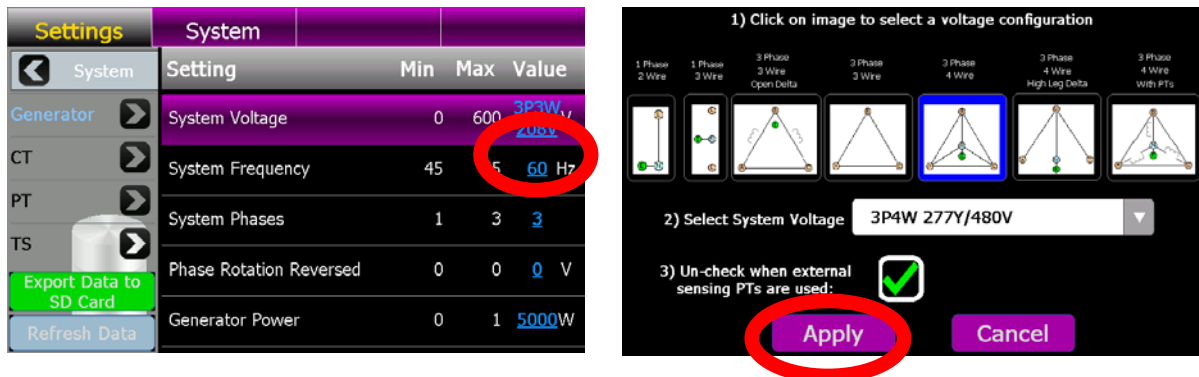 Settings System
System
Setting Min Max Value
Generator
System Voltage 0 600 3P3W V
208V
CT
System Frequency 45 5 60 Hz
PT
System Phases 1 3 3
TS
Phase Rotation Reversed 0 0 0 V
Export Data to
SD Card
Generator Power 0 1 5000W
Refresh Data
1) Click on image to select a voltage configuration
1 Phase
2 Wire
1 Phase
3 Wire
3 Phase
3 Wire
Open Delta
3 Phase
3 Wire
3 Phase
4 Wire
3 Phase
4 Wire
High Leg Delta
3 Phase
4 Wire
With PTs
2) Select System Voltage 3P4W 277Y/480V
3) Un-check when external
sensing PTs are used:
Apply Cancel